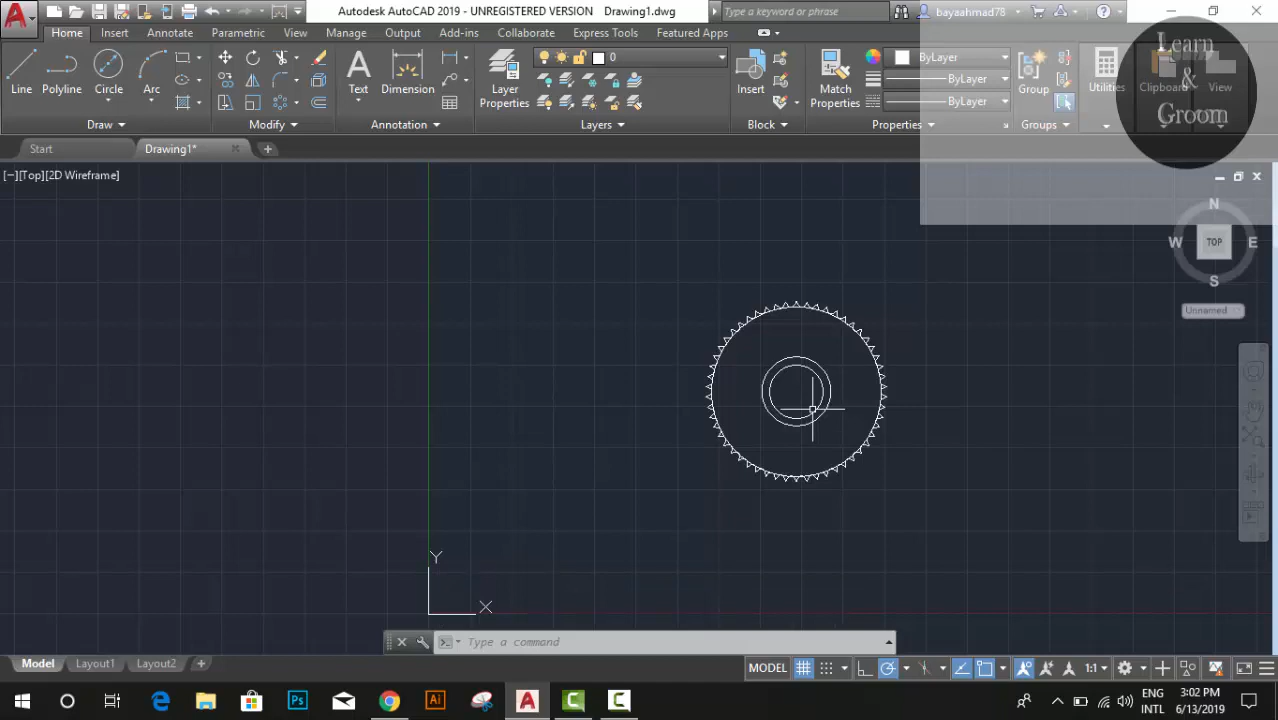 Autodesk AutoCAD 2019 - UNREGISTERED VERSION Drawing1.dwg
Type a keyword or phrase
bayaahmad78
Home Insert Annotate Parametric View Manage Output Add-ins Collaborate Express Tools Featured Apps
Learn
&
Groom
Line Polyline Circle Arc
Text Dimension
Layer
Properties
0
Insert
Match
Properties
ByLayer
ByLayer
ByLayer
Group
Utilities
Clipboard
View
Draw Modify Annotation Layers Block Properties Groups
Start Drawing1*
[−][Top][2D Wireframe]
N
W TOP E
S
Unnamed
Y
X
Type a command
Model Layout1 Layout2
MODEL 1:1
Ps
Ai
A
ENG
INTL
3:02 PM
6/13/2019